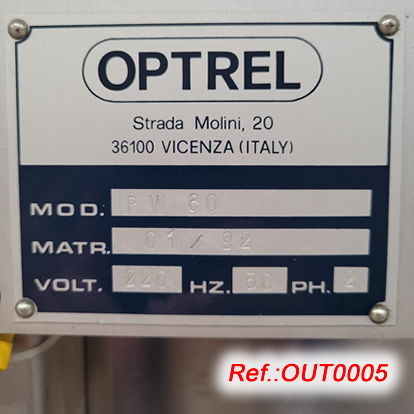 OPTREL
Strada Molini, 20
36100 VICENZA (ITALY)
MOD. PW 60
MATR. 01/92
VOLT. 220 HZ. 50 PH. 2
Ref.:OUT0005